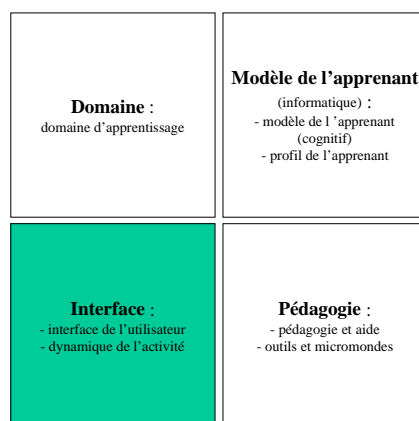 Domaine :
domaine d'apprentissage
Modèle de l'apprenant
(informatique) :
- modèle de l 'apprenant
(cognitif)
- profil de l'apprenant
Interface :
- interface de l'utilisateur
- dynamique de l'activité
Pédagogie :
- pédagogie et aide
- outils et micromondes